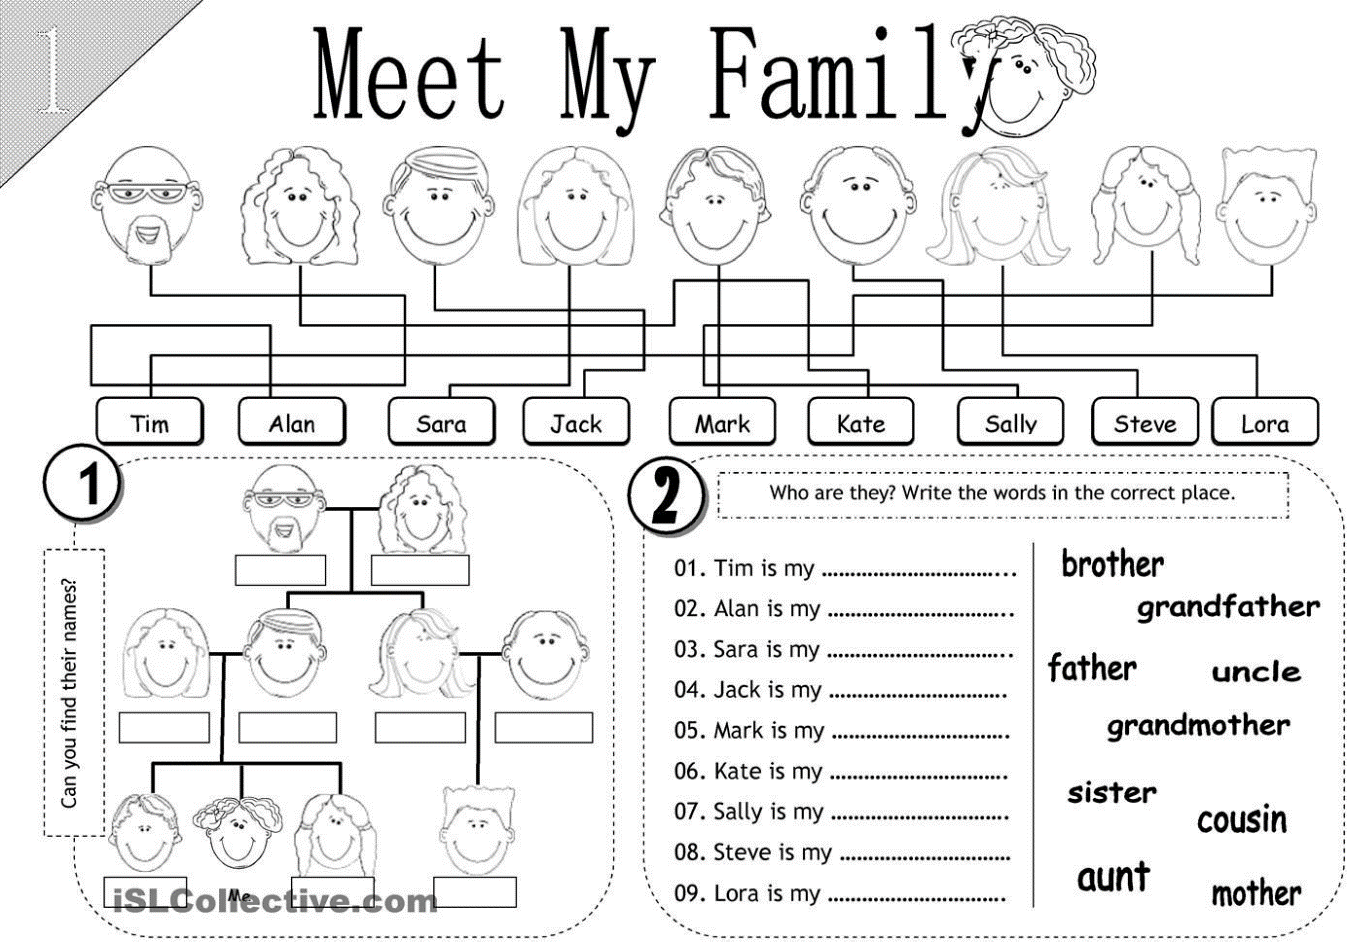 1
Meet My Family
Tim Alan Sara Jack Mark Kate Sally Steve Lora
1
Can you find their names?
Me
iSLCollective.com
2
Who are they? Write the words in the correct place.
01. Tim is my ...........................
02. Alan is my ...........................
03. Sara is my ...........................
04. Jack is my ...........................
05. Mark is my ...........................
06. Kate is my ...........................
07. Sally is my ...........................
08. Steve is my ...........................
09. Lora is my ...........................
brother
grandfather
father uncle
grandmother
sister
cousin
aunt
mother